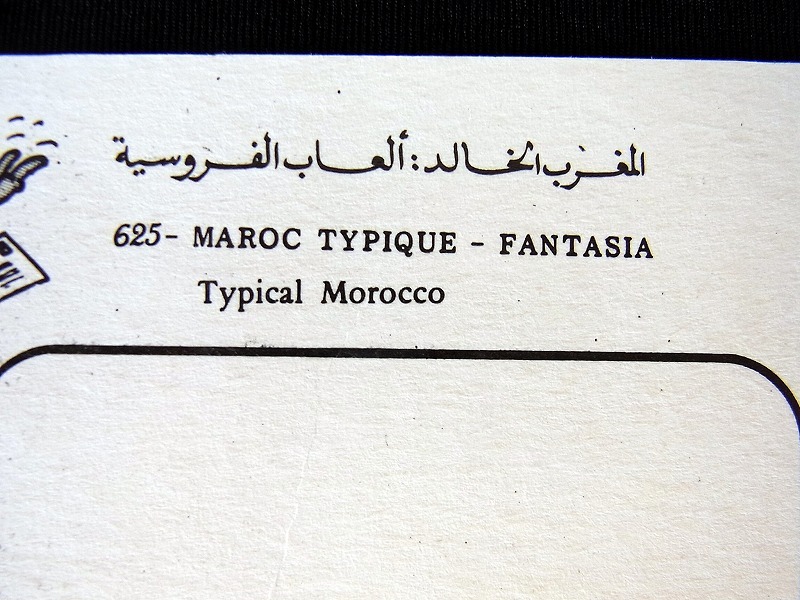 المغرب الخالد: ألعاب الفروسية
625- MAROC TYPIQUE - FANTASIA
Typical Morocco